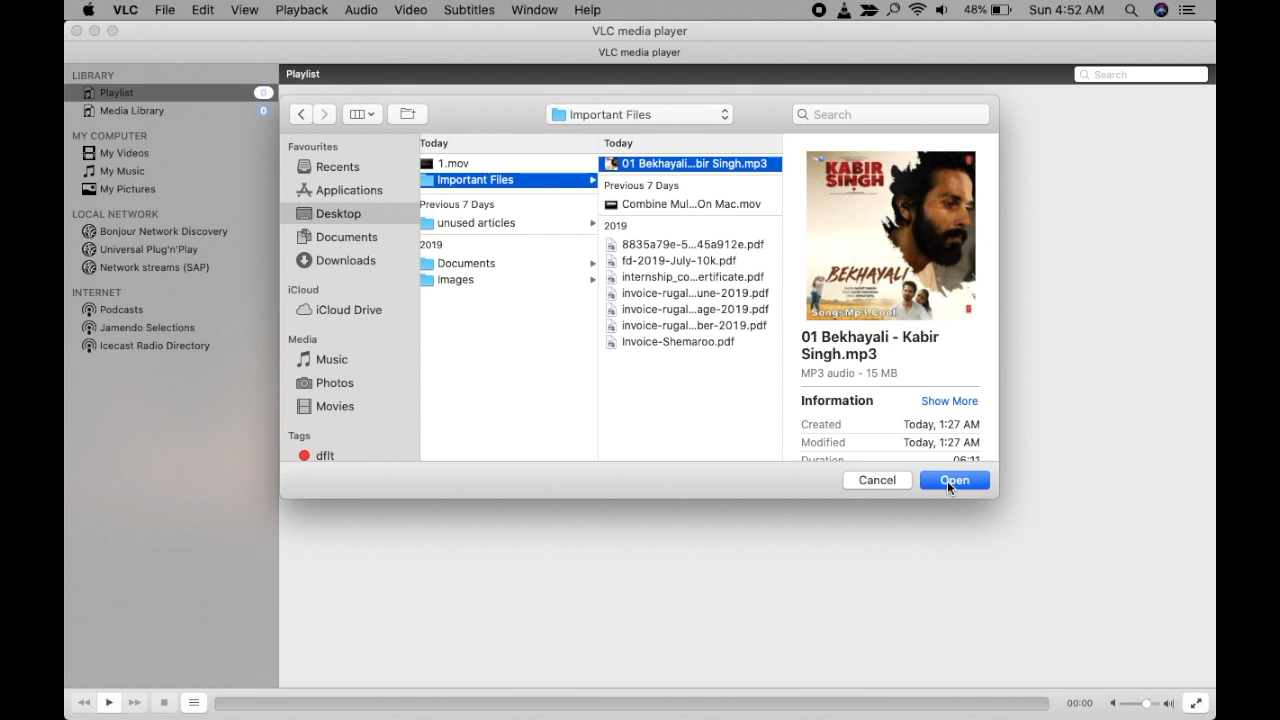 VLC File Edit View Playback Audio Video Subtitles Window Help 48% Sun 4:52 AM
VLC media player
VLC media player
LIBRARY
Playlist 0
Media Library 0
MY COMPUTER
My Videos
My Music
My Pictures
LOCAL NETWORK
Bonjour Network Discovery
Universal Plug'n'Play
Network streams (SAP)
INTERNET
Podcasts
Jamendo Selections
Icecast Radio Directory
Playlist Search
Important Files Search
Favourites
Recents
Applications
Desktop
Documents
Downloads
iCloud
iCloud Drive
Media
Music
Photos
Movies
Tags
dflt
Today
1.mov
Important Files
Previous 7 Days
unused articles
2019
Documents
Images
Today
01 Bekhayali...bir Singh.mp3
Previous 7 Days
Combine Mul...On Mac.mov
2019
8835a79e-5...45a912e.pdf
fd-2019-July-10k.pdf
internship_co...ertificate.pdf
invoice-rugal...une-2019.pdf
invoice-rugal...age-2019.pdf
invoice-rugal...ber-2019.pdf
Invoice-Shemaroo.pdf
KABIR
SINGH
BEKHAYALI
SongsMp3.Cool
01 Bekhayali - Kabir
Singh.mp3
MP3 audio - 15 MB
Information Show More
Created Today, 1:27 AM
Modified Today, 1:27 AM
Duration 06:11
Cancel Open
00:00